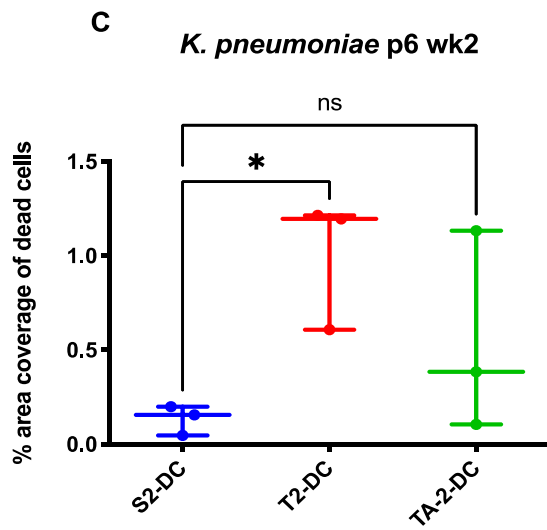 C
K. pneumoniae p6 wk2
ns
*
% area coverage of dead cells
1.5
1.0
0.5
0.0
S2-DC
T2-DC
TA-2-DC